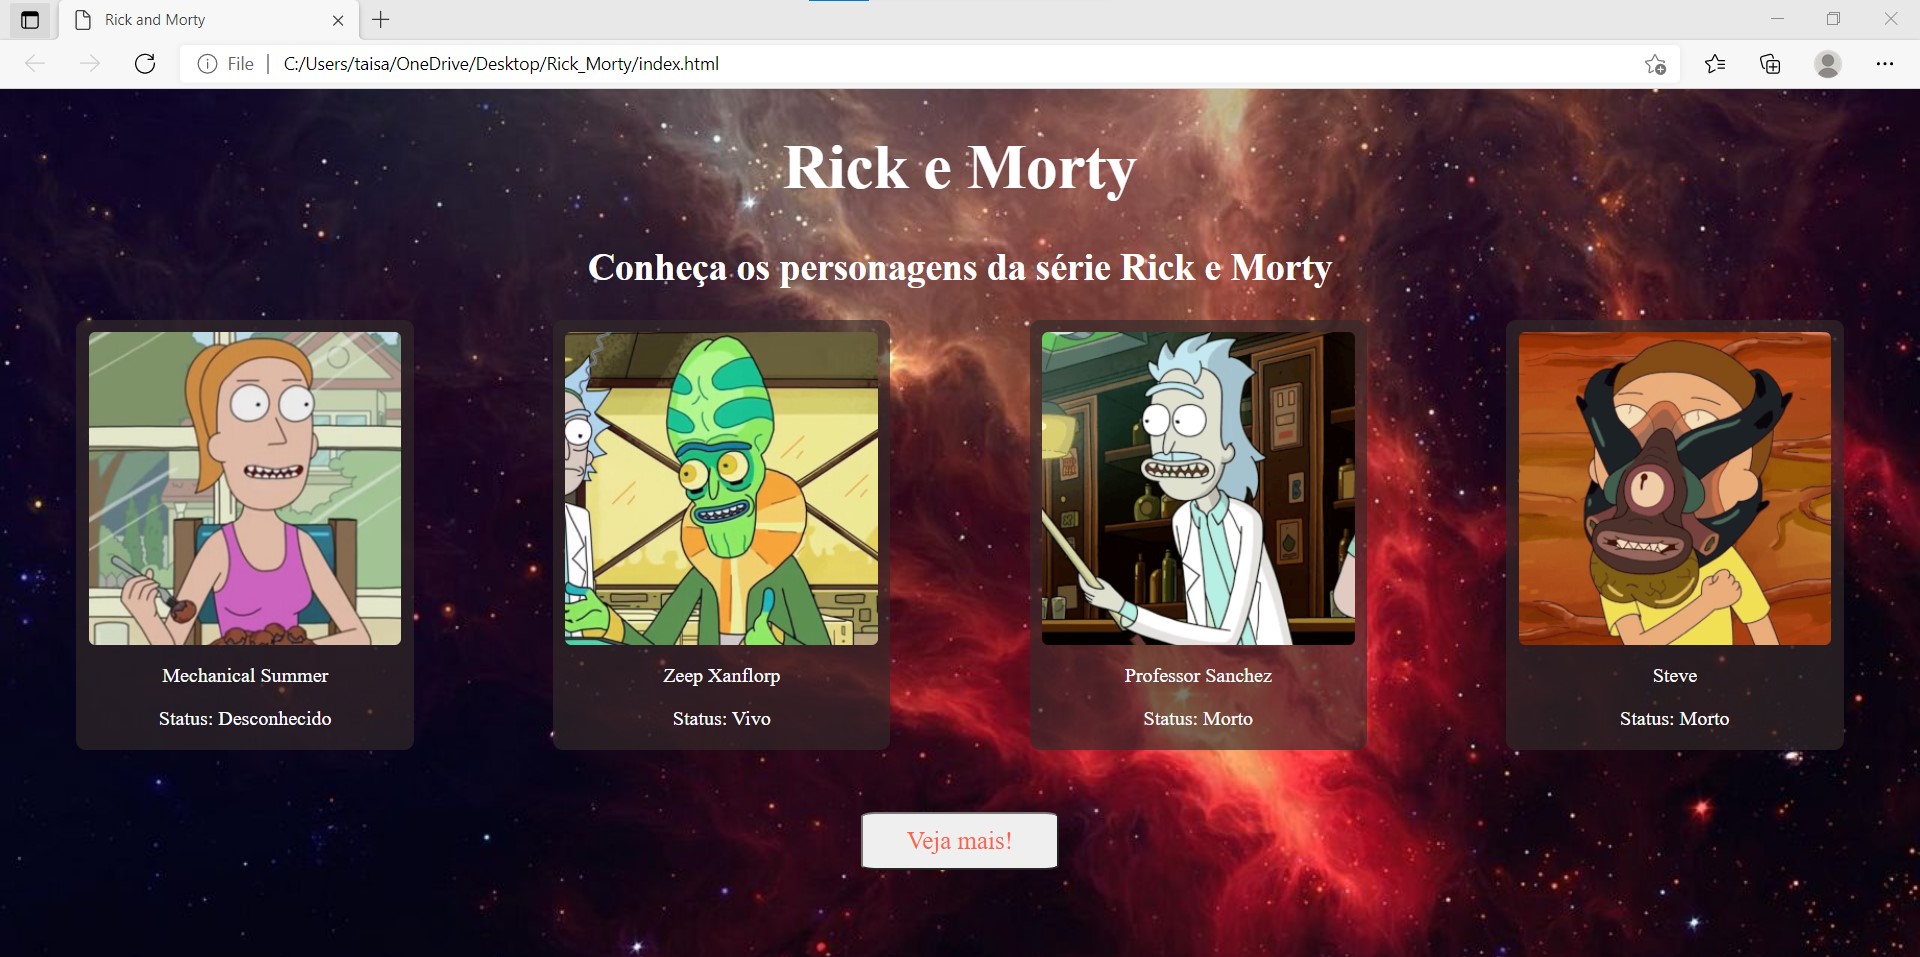 Rick and Morty
File
C:/Users/taisa/OneDrive/Desktop/Rick_Morty/index.html
Rick e Morty
Conheça os personagens da série Rick e Morty
Mechanical Summer
Status: Desconhecido
Zeep Xanflorp
Status: Vivo
Professor Sanchez
Status: Morto
Steve
Status: Morto
Veja mais!